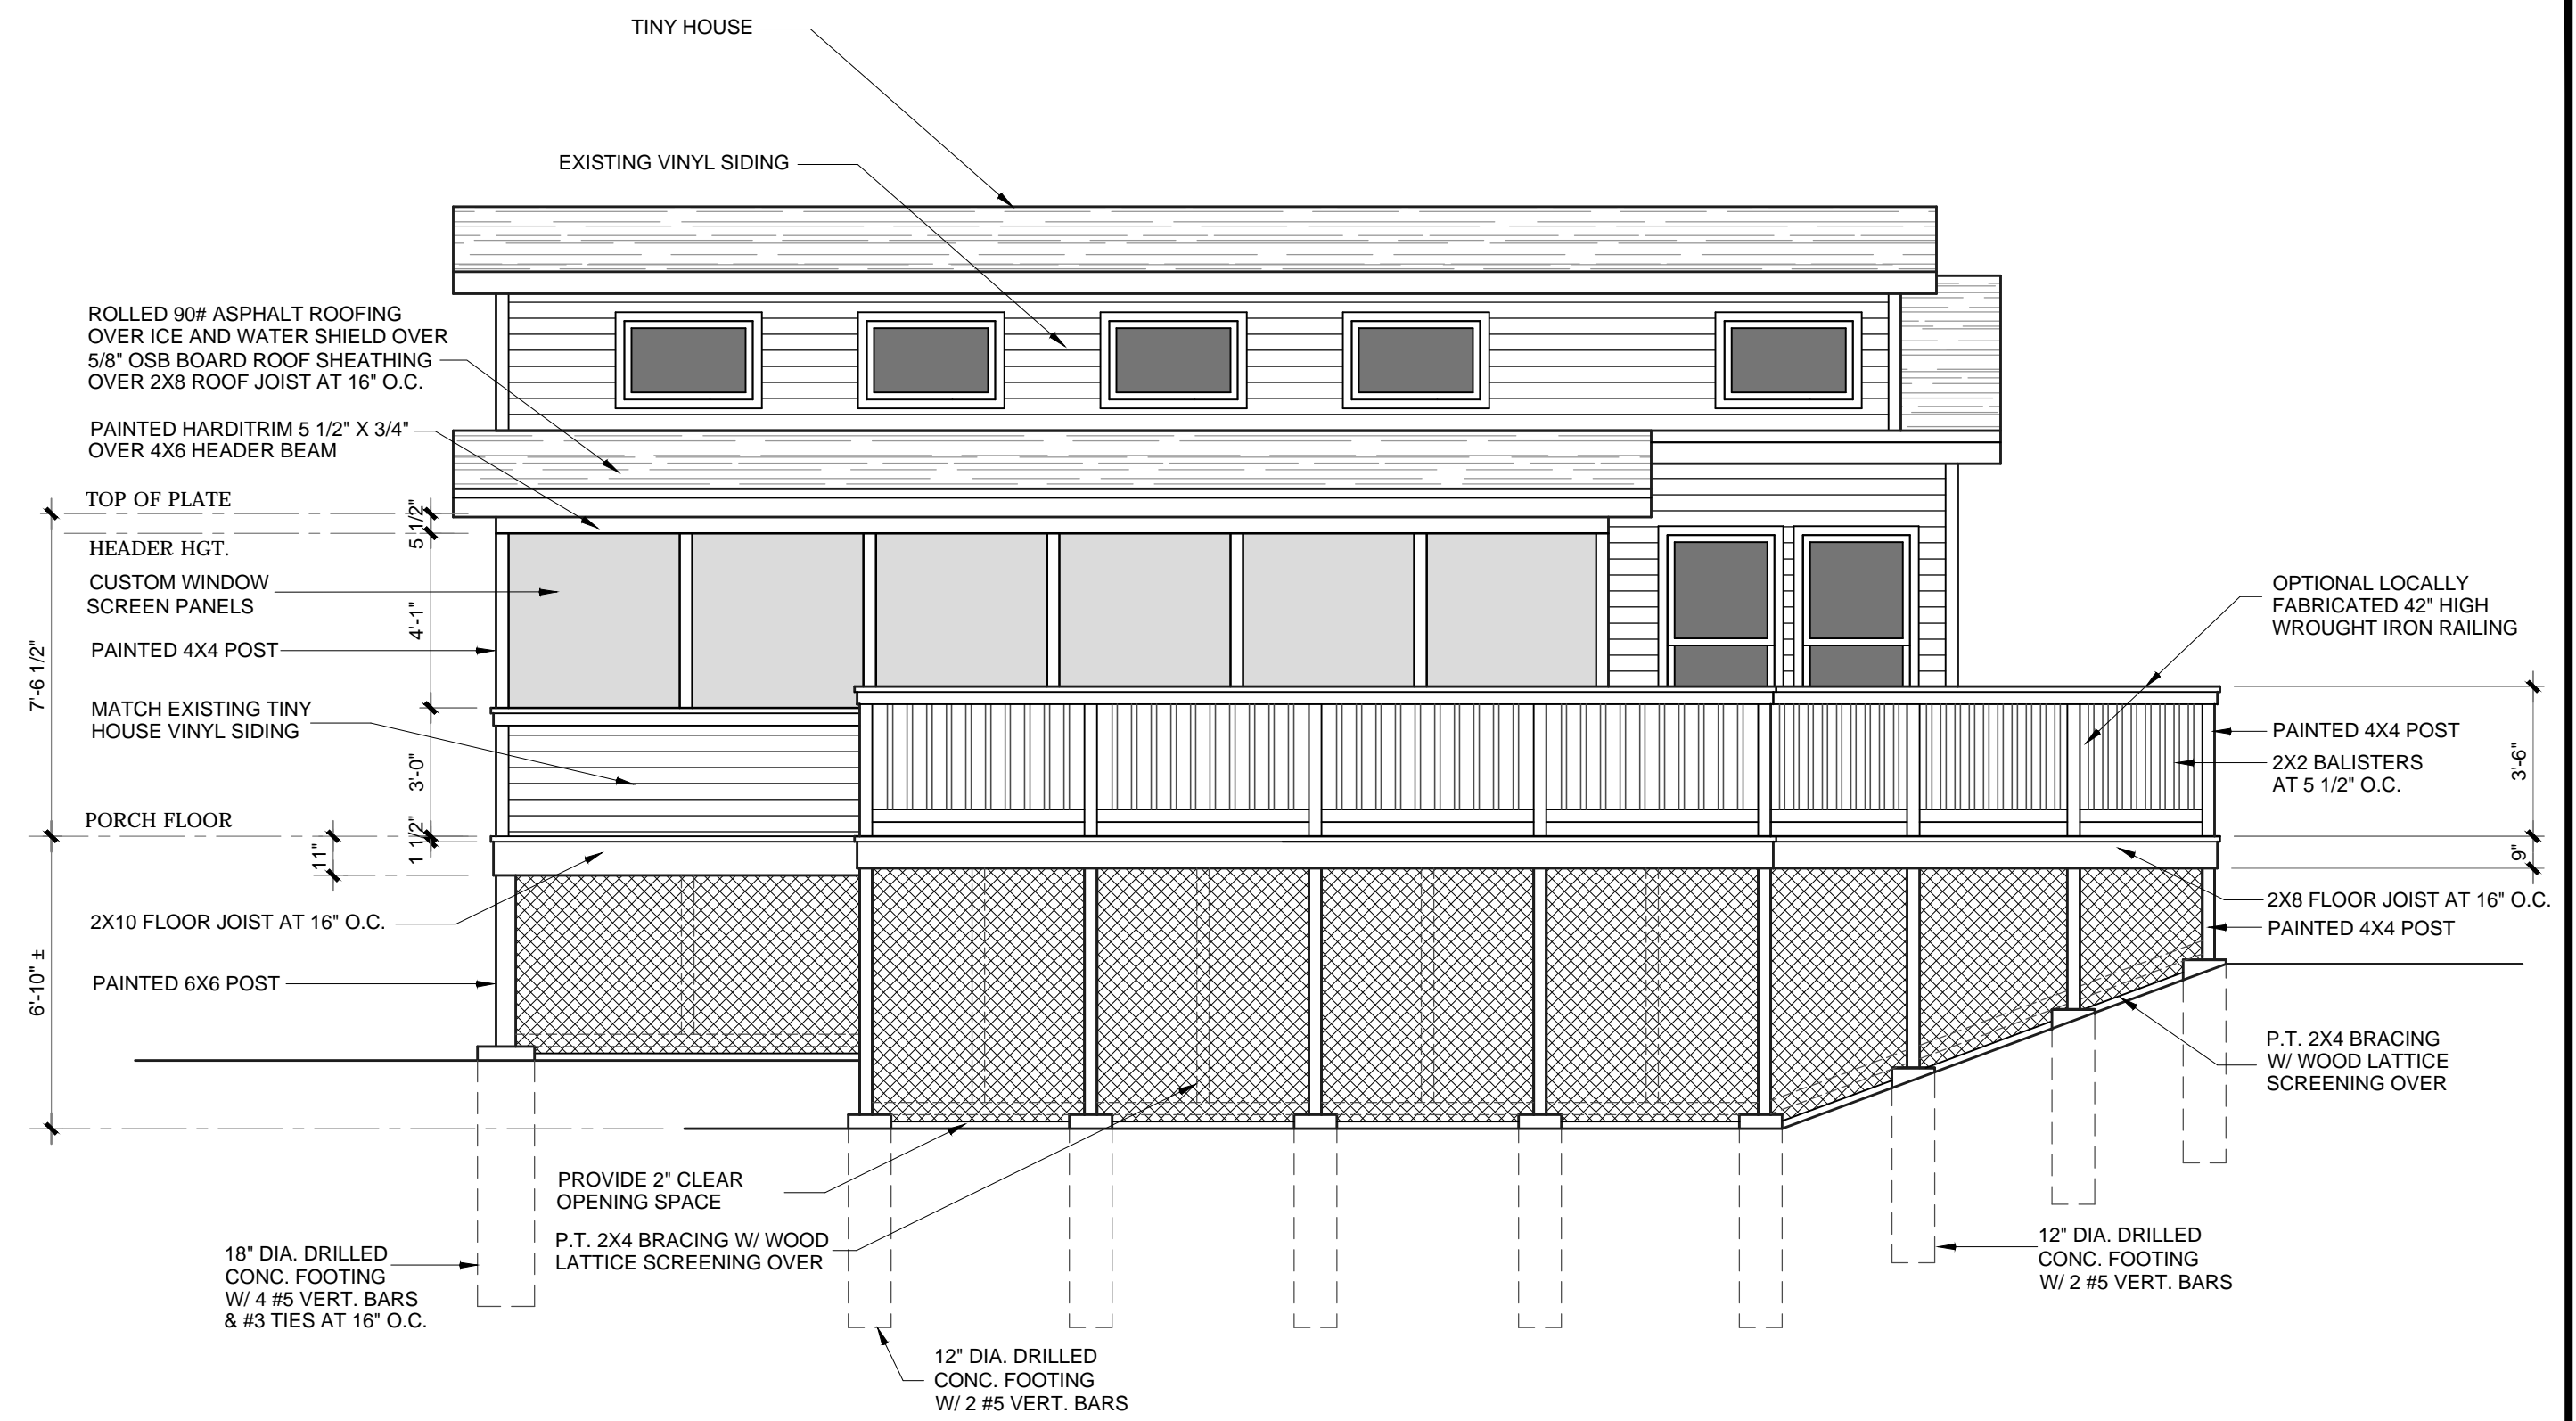 TINY HOUSE
EXISTING VINYL SIDING
ROLLED 90# ASPHALT ROOFING
OVER ICE AND WATER SHIELD OVER
5/8" OSB BOARD ROOF SHEATHING
OVER 2X8 ROOF JOIST AT 16" O.C.
PAINTED HARDITRIM 5 1/2" X 3/4"
OVER 4X6 HEADER BEAM
TOP OF PLATE
5 1/2"
HEADER HGT.
CUSTOM WINDOW
SCREEN PANELS
4'-1"
PAINTED 4X4 POST
7'-6 1/2"
MATCH EXISTING TINY
HOUSE VINYL SIDING
3'-0"
PORCH FLOOR
1 1/2"
11"
2X10 FLOOR JOIST AT 16" O.C.
6'-10" ±
PAINTED 6X6 POST
OPTIONAL LOCALLY
FABRICATED 42" HIGH
WROUGHT IRON RAILING
PAINTED 4X4 POST
2X2 BALISTERS
AT 5 1/2" O.C.
3'-6"
9"
2X8 FLOOR JOIST AT 16" O.C.
PAINTED 4X4 POST
P.T. 2X4 BRACING
W/ WOOD LATTICE
SCREENING OVER
PROVIDE 2" CLEAR
OPENING SPACE
P.T. 2X4 BRACING W/ WOOD
LATTICE SCREENING OVER
18" DIA. DRILLED
CONC. FOOTING
W/ 4 #5 VERT. BARS
& #3 TIES AT 16" O.C.
12" DIA. DRILLED
CONC. FOOTING
W/ 2 #5 VERT. BARS
12" DIA. DRILLED
CONC. FOOTING
W/ 2 #5 VERT. BARS